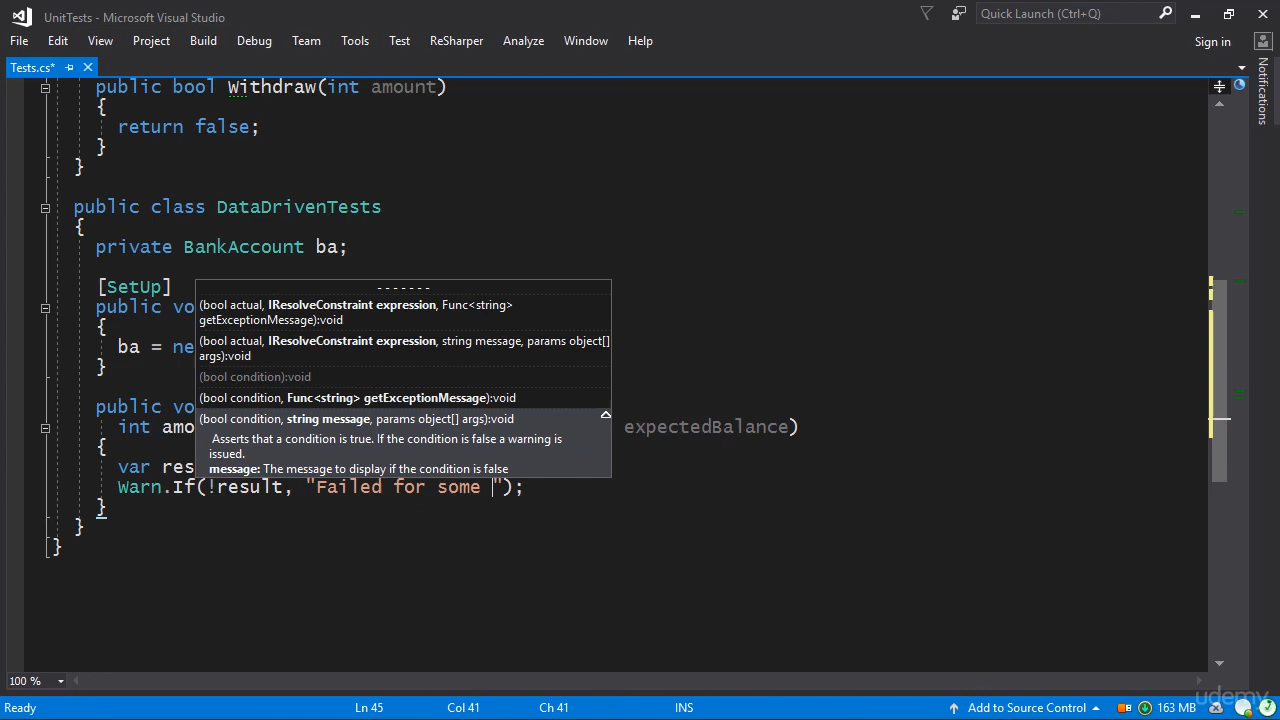 UnitTests - Microsoft Visual Studio
Quick Launch (Ctrl+Q)
File Edit View Project Build Debug Team Tools Test ReSharper Analyze Window Help
Sign in
Tests.cs*
Notifications
public bool Withdraw(int amount)
{
return false;
}
}
public class DataDrivenTests
{
private BankAccount ba;
[SetUp]
public vo
{
ba = ne
}
public vo
int amo
expectedBalance)
{
var res
Warn.If(!result, "Failed for some ");
}
}
}
-------
(bool actual, IResolveConstraint expression, Func<string>
getExceptionMessage):void
(bool actual, IResolveConstraint expression, string message, params object[]
args):void
(bool condition):void
(bool condition, Func<string> getExceptionMessage):void
(bool condition, string message, params object[] args):void
Asserts that a condition is true. If the condition is false a warning is
issued.
message: The message to display if the condition is false
100 %
Ready Ln 45 Col 41 Ch 41 INS Add to Source Control 163 MB
udemy